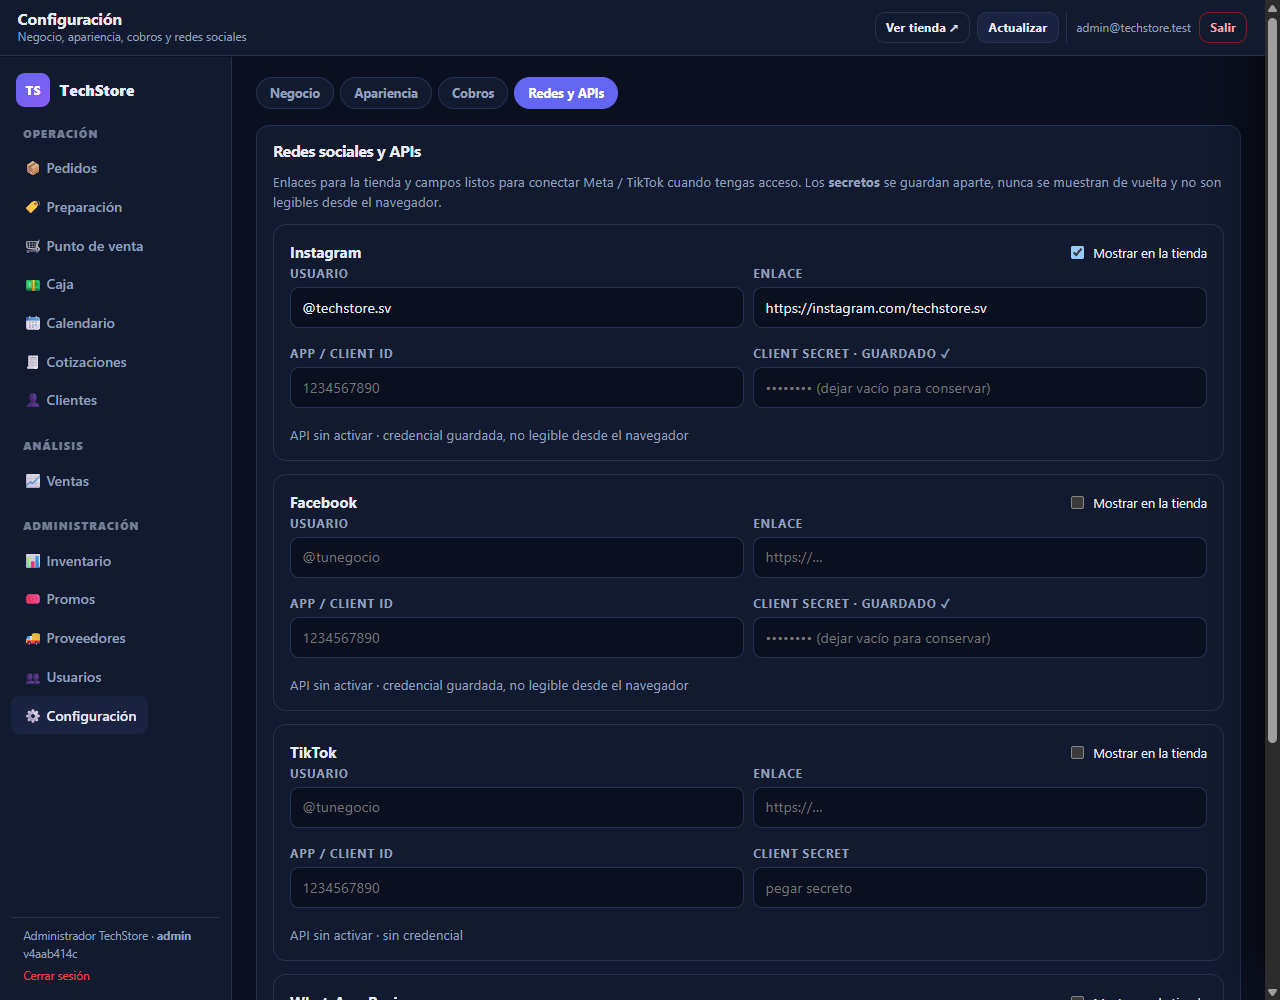 Configuración
Negocio, apariencia, cobros y redes sociales
Ver tienda ↗
Actualizar
admin@techstore.test
Salir
TS
TechStore
OPERACIÓN
Pedidos
Preparación
Punto de venta
Caja
Calendario
Cotizaciones
Clientes
ANÁLISIS
Ventas
ADMINISTRACIÓN
Inventario
Promos
Proveedores
Usuarios
Configuración
Administrador TechStore · admin
v4aab414c
Cerrar sesión
Negocio
Apariencia
Cobros
Redes y APIs
Redes sociales y APIs
Enlaces para la tienda y campos listos para conectar Meta / TikTok cuando tengas acceso. Los secretos se guardan aparte, nunca se muestran de vuelta y no son
legibles desde el navegador.
Instagram
Mostrar en la tienda
USUARIO
ENLACE
@techstore.sv
https://instagram.com/techstore.sv
APP / CLIENT ID
CLIENT SECRET · GUARDADO ✓
1234567890
•••••••• (dejar vacío para conservar)
API sin activar · credencial guardada, no legible desde el navegador
Facebook
Mostrar en la tienda
USUARIO
ENLACE
@tunegocio
https://...
APP / CLIENT ID
CLIENT SECRET · GUARDADO ✓
1234567890
•••••••• (dejar vacío para conservar)
API sin activar · credencial guardada, no legible desde el navegador
TikTok
Mostrar en la tienda
USUARIO
ENLACE
@tunegocio
https://...
APP / CLIENT ID
CLIENT SECRET
1234567890
pegar secreto
API sin activar · sin credencial